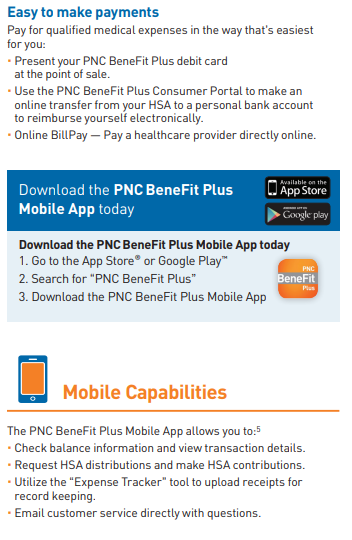 Easy to make payments
Pay for qualified medical expenses in the way that's easiest
for you:
• Present your PNC BeneFit Plus debit card
at the point of sale.
• Use the PNC BeneFit Plus Consumer Portal to make an
online transfer from your HSA to a personal bank account
to reimburse yourself electronically.
• Online BillPay — Pay a healthcare provider directly online.
Download the PNC BeneFit Plus
Mobile App today
Available on the
App Store
ANDROID APP ON
Google play
Download the PNC BeneFit Plus Mobile App today
1. Go to the App Store® or Google Play™
2. Search for "PNC BeneFit Plus"
3. Download the PNC BeneFit Plus Mobile App
PNC
BeneFit
Plus
Mobile Capabilities
The PNC BeneFit Plus Mobile App allows you to:⁵
• Check balance information and view transaction details.
• Request HSA distributions and make HSA contributions.
• Utilize the "Expense Tracker" tool to upload receipts for
record keeping.
• Email customer service directly with questions.